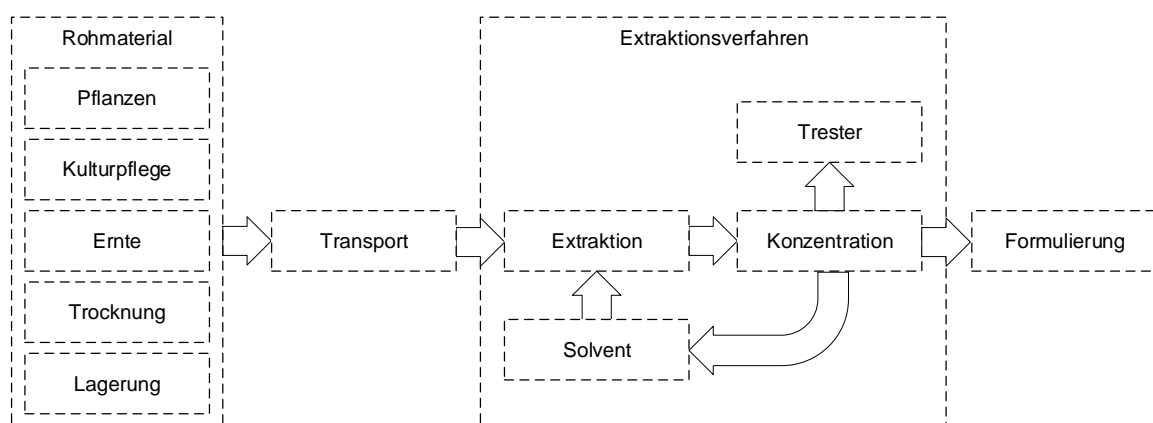 Rohmaterial
Pflanzen
Kulturpflege
Ernte
Trocknung
Lagerung
Transport
Extraktionsverfahren
Trester
Extraktion
Konzentration
Solvent
Formulierung